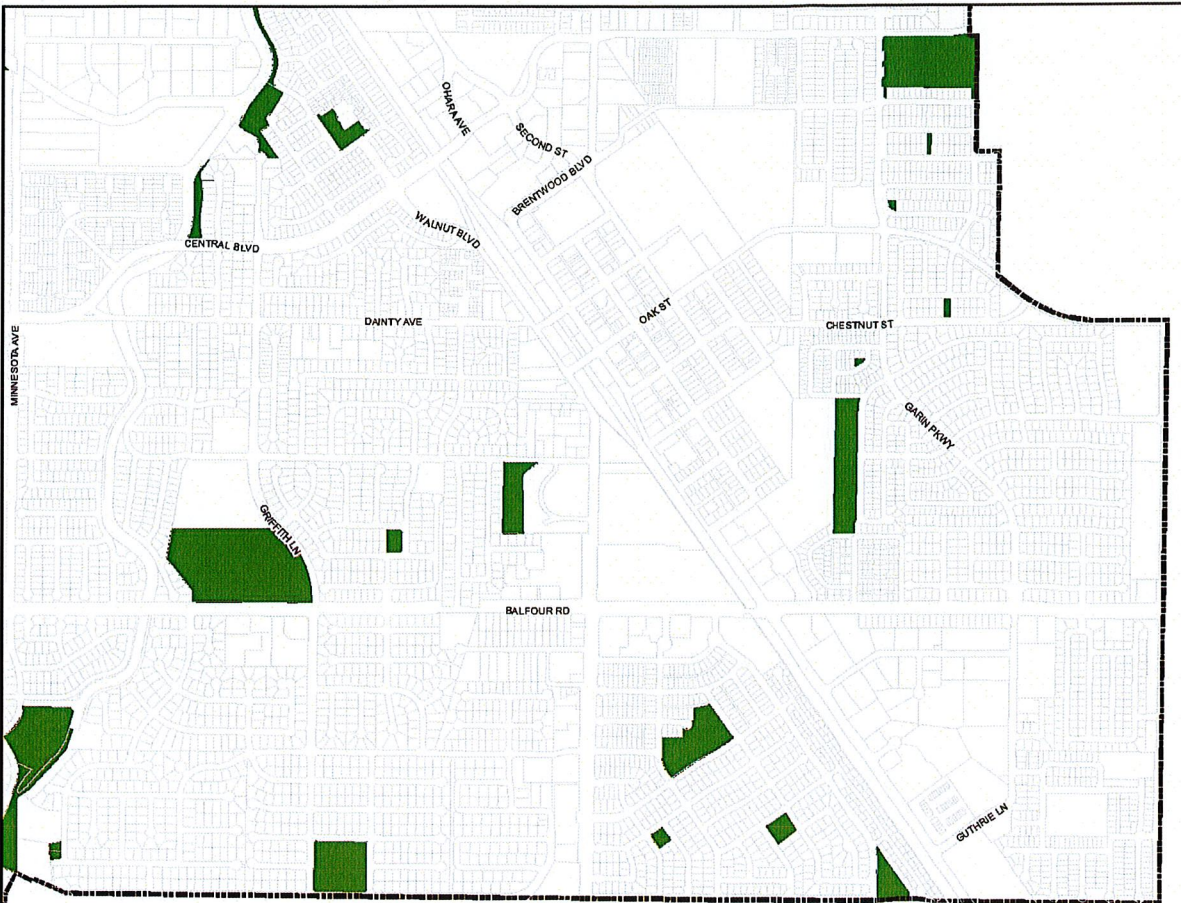 OHARA AVE
SECOND ST
BRENTWOOD BLVD
WALNUT BLVD
CENTRAL BLVD
OAK ST
DAINTY AVE
CHESTNUT ST
MINNESOTA AVE
GARIN PKWY
GRIFFITH LN
BALFOUR RD
GUTHRIE LN